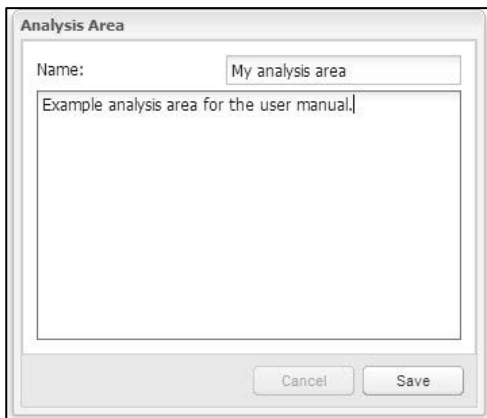 Analysis Area
Name: My analysis area
Example analysis area for the user manual.
Cancel Save